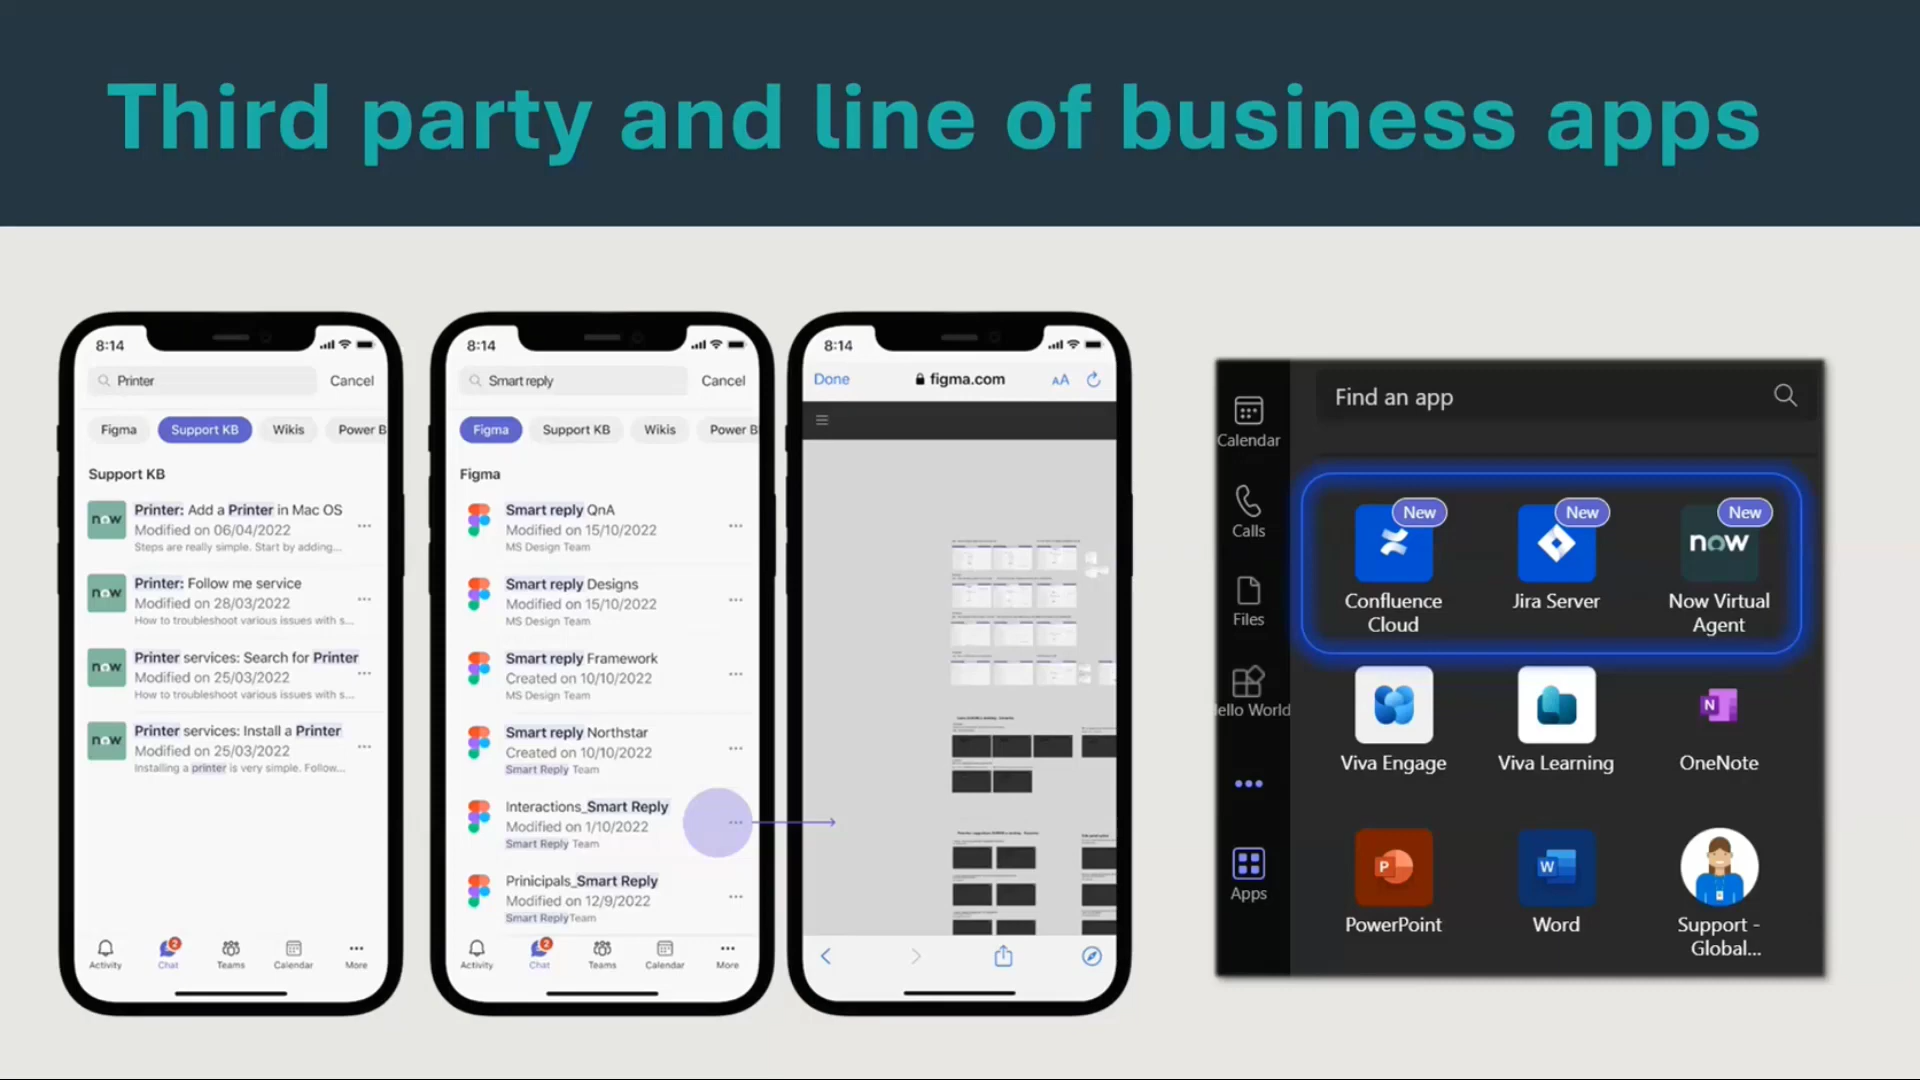 Third party and line of business apps
8:14
Printer
Cancel
Figma
Support KB
Wikis
Power B
Support KB
now
Printer: Add a Printer in Mac OS
Modified on 06/04/2022
Steps are really simple. Start by adding...
now
Printer: Follow me service
Modified on 28/03/2022
How to troubleshoot various issues with s...
now
Printer services: Search for Printer
Modified on 25/03/2022
How to troubleshoot various issues with s...
now
Printer services: Install a Printer
Modified on 25/03/2022
Installing a printer is very simple. Follow...
Activity
2
Chat
Teams
Calendar
More
8:14
Smart reply
Cancel
Figma
Support KB
Wikis
Power B
Figma
Smart reply QnA
Modified on 15/10/2022
MS Design Team
Smart reply Designs
Modified on 15/10/2022
MS Design Team
Smart reply Framework
Created on 10/10/2022
MS Design Team
Smart reply Northstar
Created on 10/10/2022
Smart Reply Team
Interactions_Smart Reply
Modified on 1/10/2022
Smart Reply Team
Prinicipals_Smart Reply
Modified on 12/9/2022
Smart ReplyTeam
Activity
2
Chat
Teams
Calendar
More
8:14
Done
figma.com
AA
Calendar
Calls
Files
ello World
Apps
Find an app
New
Confluence
Cloud
New
Jira Server
New
now
Now Virtual
Agent
Viva Engage
Viva Learning
N
OneNote
P
PowerPoint
W
Word
Support -
Global...